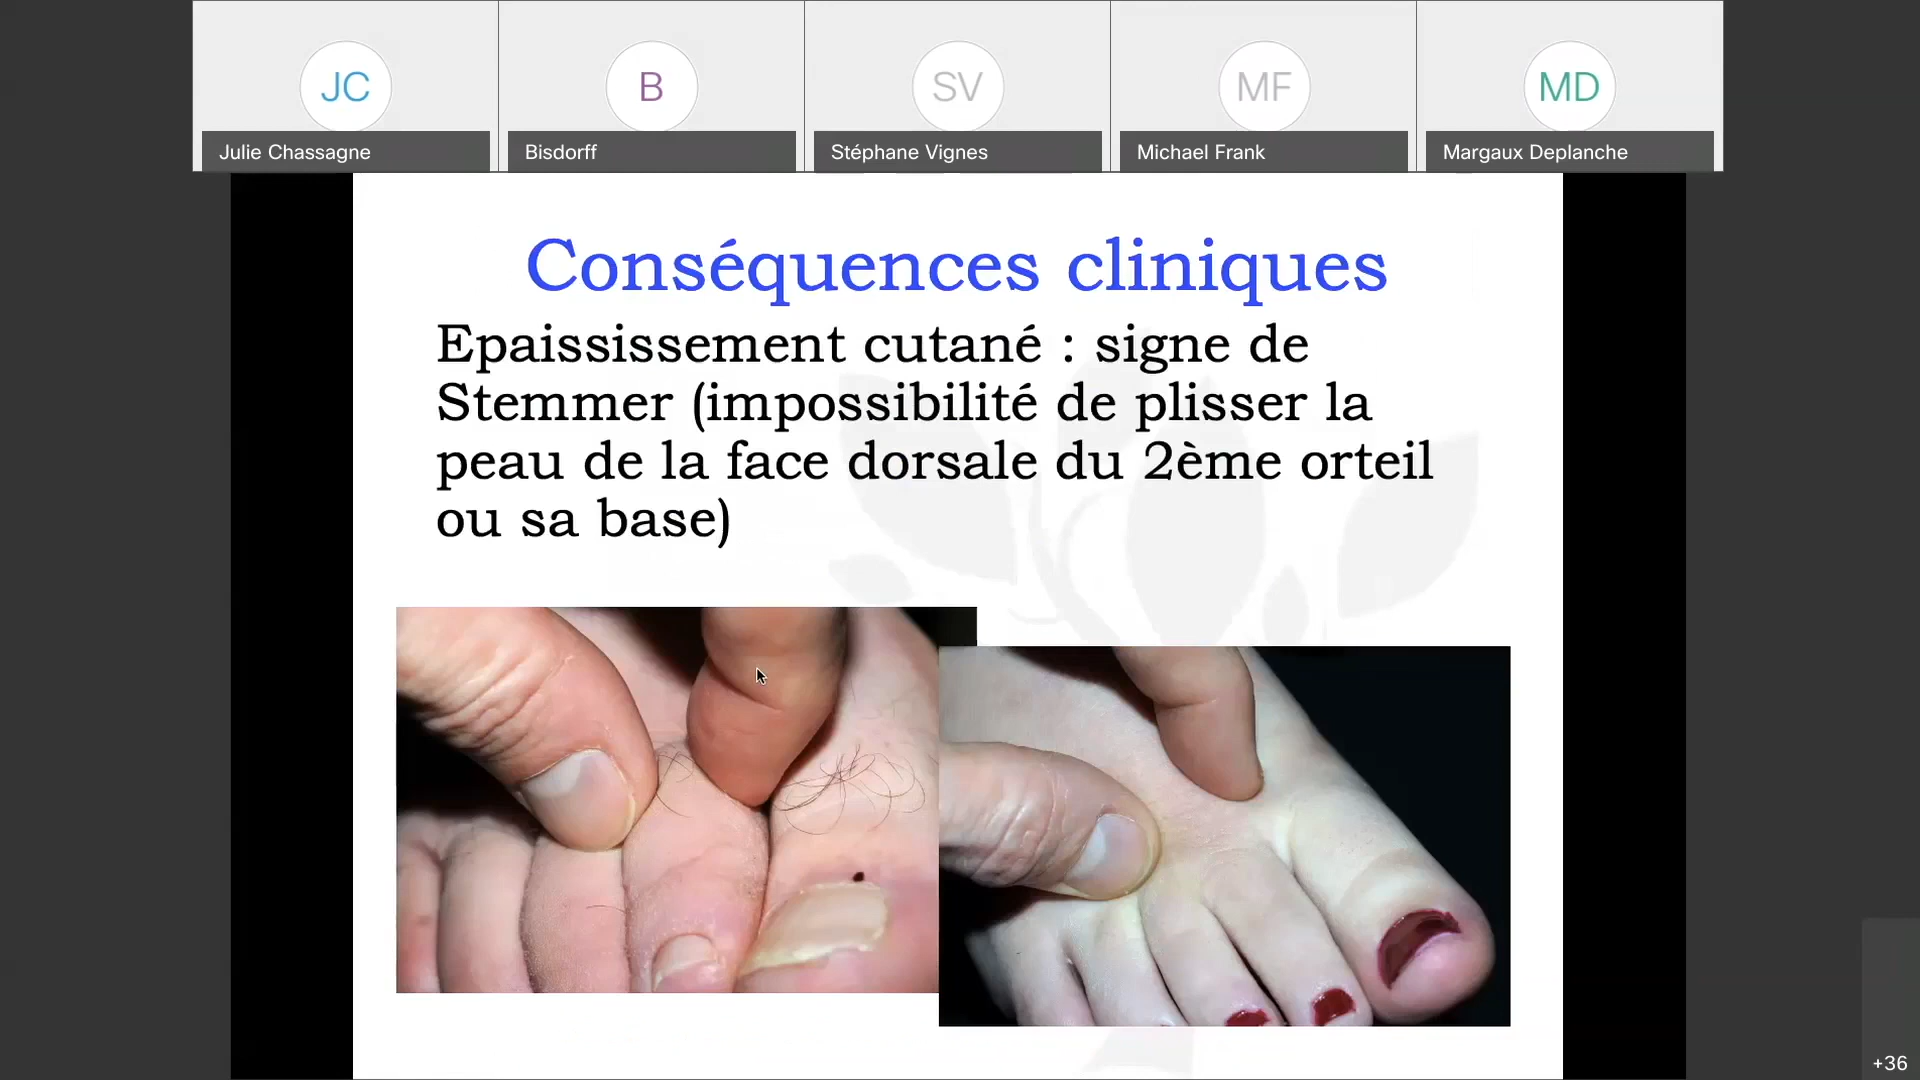 JC
B
SV
MF
MD
Julie Chassagne
Bisdorff
Stéphane Vignes
Michael Frank
Margaux Deplanche
Conséquences cliniques
Epaississement cutané : signe de
Stemmer (impossibilité de plisser la
peau de la face dorsale du 2ème orteil
ou sa base)
+36